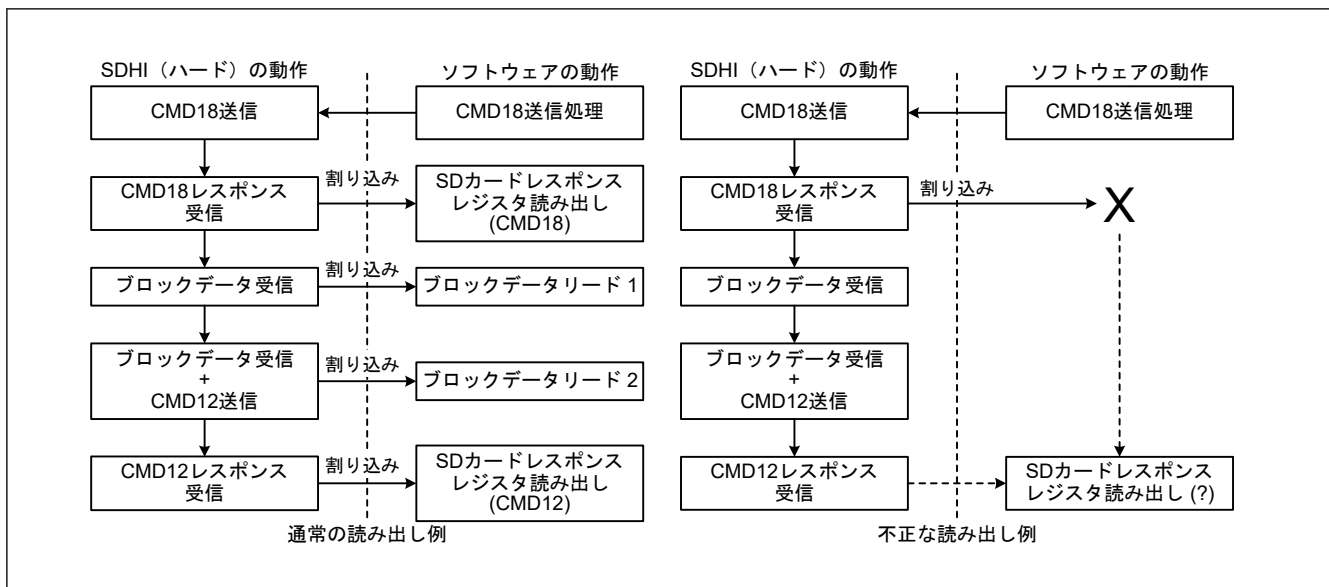 SDHI（ハード）の動作
ソフトウェアの動作
CMD18送信
CMD18送信処理
CMD18レスポンス
受信
割り込み
SDカードレスポンス
レジスタ読み出し
(CMD18)
ブロックデータ受信
割り込み
ブロックデータリード 1
ブロックデータ受信
+
CMD12送信
割り込み
ブロックデータリード 2
CMD12レスポンス
受信
割り込み
SDカードレスポンス
レジスタ読み出し
(CMD12)
通常の読み出し例
SDHI（ハード）の動作
ソフトウェアの動作
CMD18送信
CMD18送信処理
CMD18レスポンス
受信
割り込み
X
ブロックデータ受信
ブロックデータ受信
+
CMD12送信
CMD12レスポンス
受信
SDカードレスポンス
レジスタ読み出し (?)
不正な読み出し例